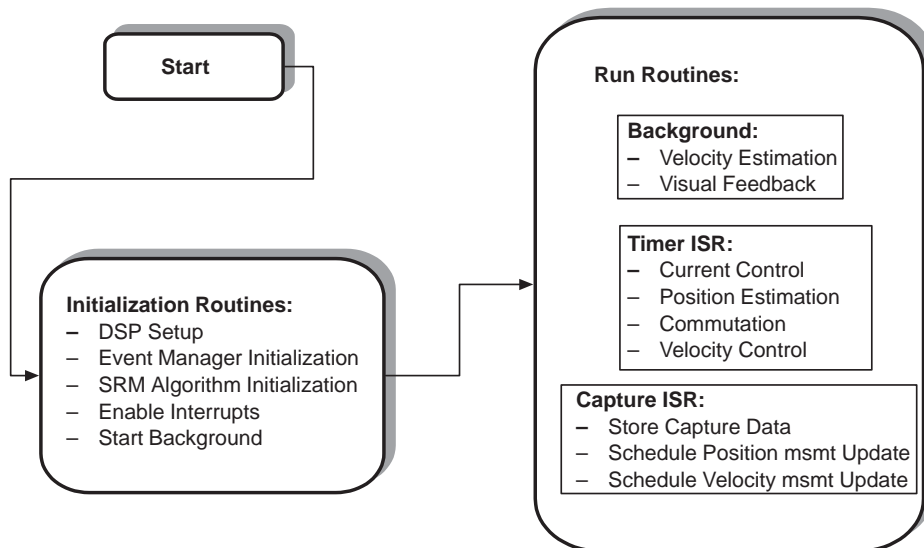 Start
Initialization Routines:
– DSP Setup
– Event Manager Initialization
– SRM Algorithm Initialization
– Enable Interrupts
– Start Background
Run Routines:
Background:
– Velocity Estimation
– Visual Feedback
Timer ISR:
– Current Control
– Position Estimation
– Commutation
– Velocity Control
Capture ISR:
– Store Capture Data
– Schedule Position msmt Update
– Schedule Velocity msmt Update